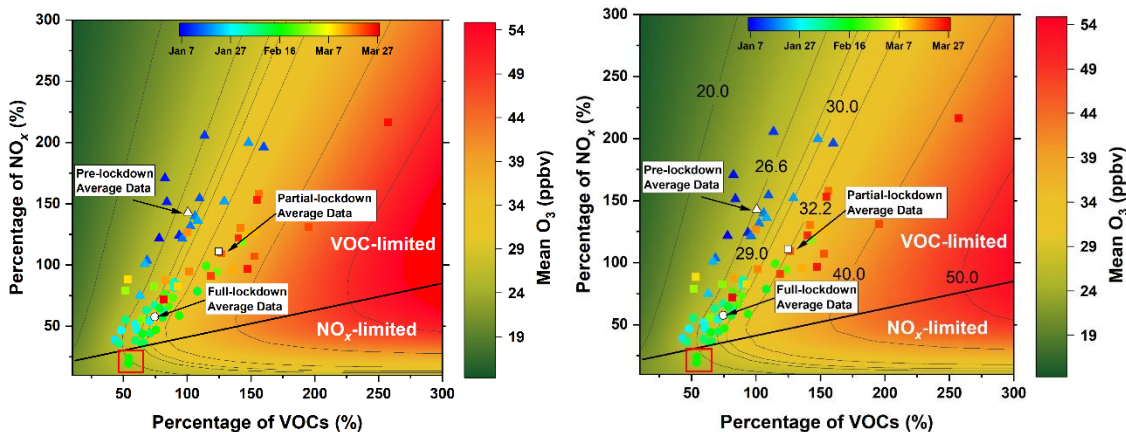 Jan 7 Jan 27 Feb 16 Mar 7 Mar 27
Percentage of NOx (%)
300
250
200
150
100
50
Pre-lockdown
Average Data
Partial-lockdown
Average Data
VOC-limited
Full-lockdown
Average Data
NOx-limited
50 100 150 200 250 300
Percentage of VOCs (%)
54
49
44
39
34
29
24
19
Mean O3 (ppbv)
Jan 7 Jan 27 Feb 16 Mar 7 Mar 27
Percentage of NOx (%)
300
250
200
150
100
50
20.0
30.0
26.6
Pre-lockdown
Average Data
Partial-lockdown
Average Data
32.2
VOC-limited
29.0
40.0
50.0
Full-lockdown
Average Data
NOx-limited
50 100 150 200 250 300
Percentage of VOCs (%)
54
49
44
39
34
29
24
19
Mean O3 (ppbv)